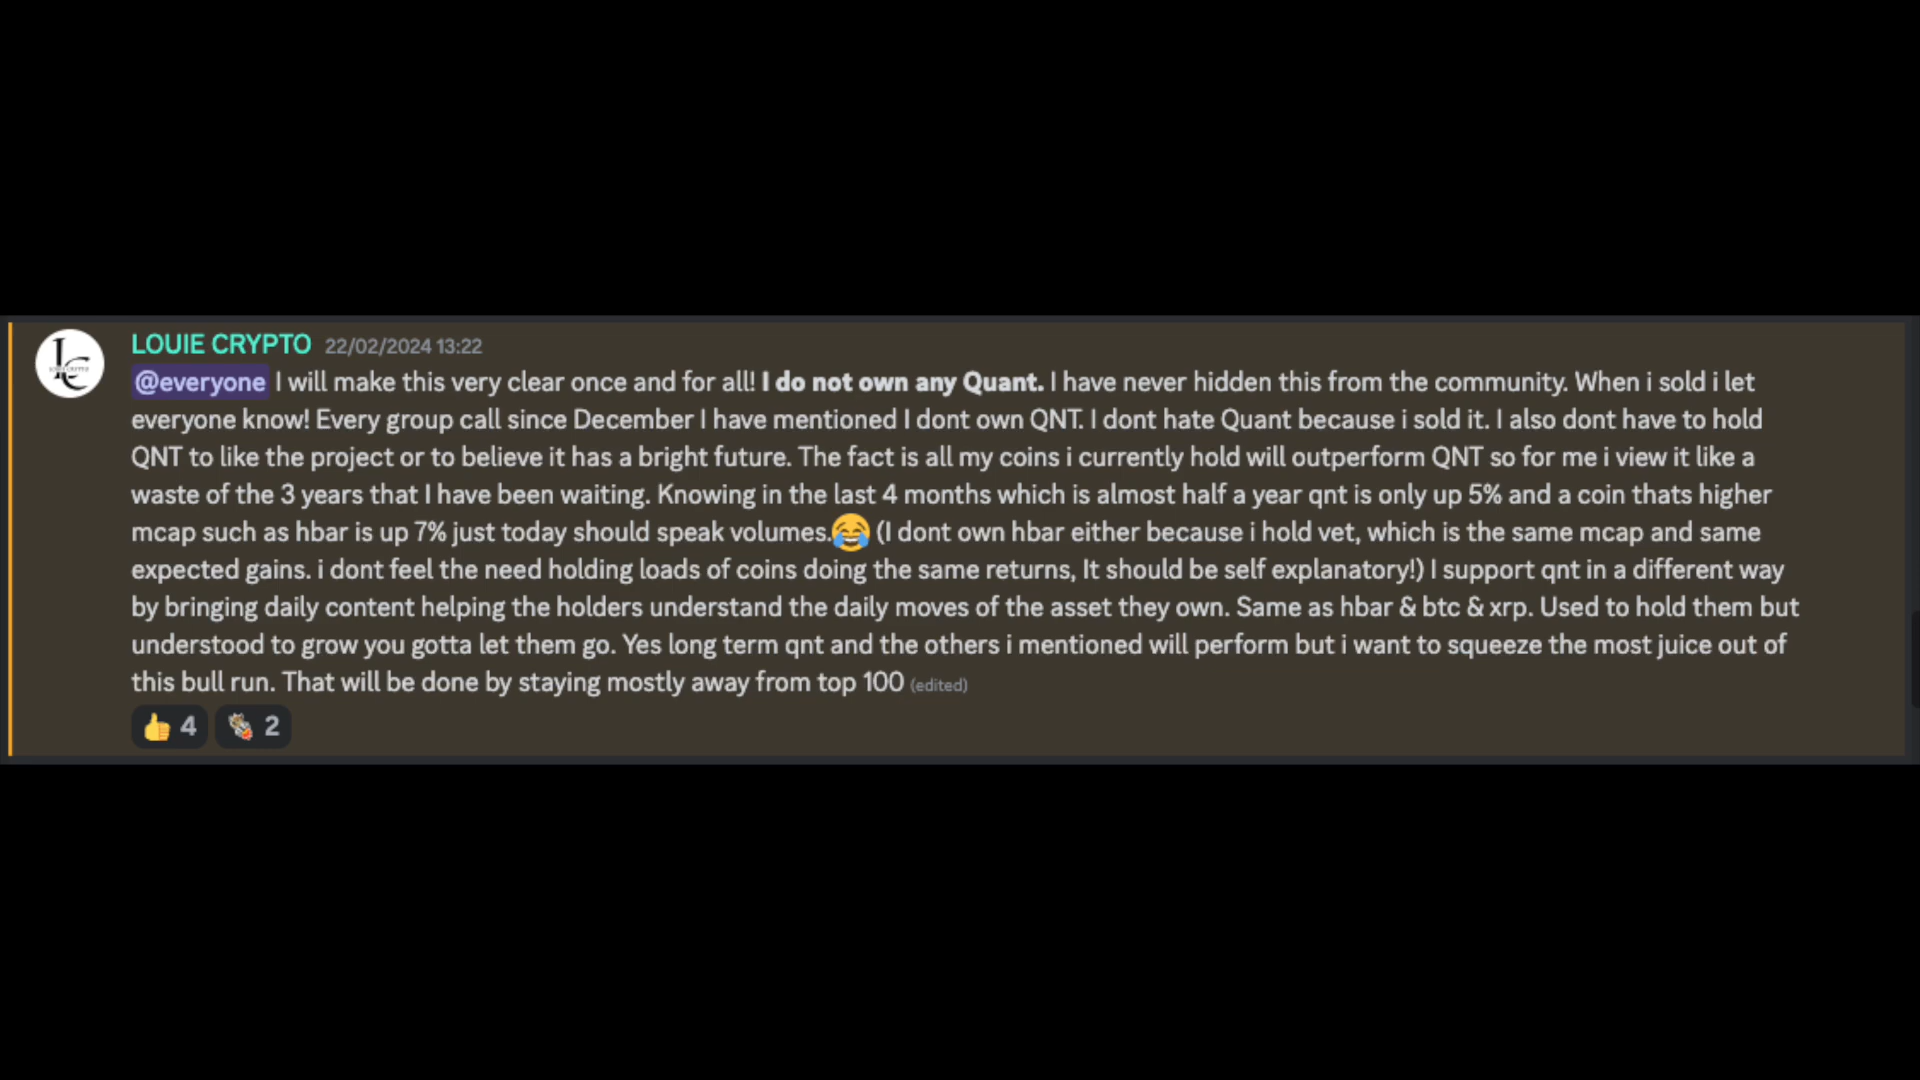 LOUIE CRYPTO 22/02/2024 13:22
@everyone I will make this very clear once and for all! I do not own any Quant. I have never hidden this from the community. When i sold i let
everyone know! Every group call since December I have mentioned I dont own QNT. I dont hate Quant because i sold it. I also dont have to hold
QNT to like the project or to believe it has a bright future. The fact is all my coins i currently hold will outperform QNT so for me i view it like a
waste of the 3 years that I have been waiting. Knowing in the last 4 months which is almost half a year qnt is only up 5% and a coin thats higher
mcap such as hbar is up 7% just today should speak volumes.😂 (I dont own hbar either because i hold vet, which is the same mcap and same
expected gains. i dont feel the need holding loads of coins doing the same returns, It should be self explanatory!) I support qnt in a different way
by bringing daily content helping the holders understand the daily moves of the asset they own. Same as hbar & btc & xrp. Used to hold them but
understood to grow you gotta let them go. Yes long term qnt and the others i mentioned will perform but i want to squeeze the most juice out of
this bull run. That will be done by staying mostly away from top 100 (edited)
👍 4 2